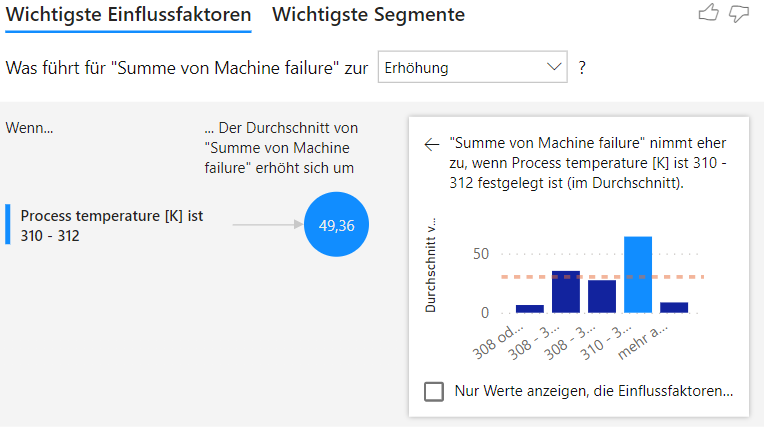 Wichtigste Einflussfaktoren Wichtigste Segmente
Was führt für "Summe von Machine failure" zur Erhöhung ?
Wenn...
... Der Durchschnitt von
"Summe von Machine
failure" erhöht sich um
Process temperature [K] ist
310 - 312
49,36
"Summe von Machine failure" nimmt eher
zu, wenn Process temperature [K] ist 310 -
312 festgelegt ist (im Durchschnitt).
Durchschnitt v...
50
0
308 od...
308 - 3...
308 - 3...
310 - 3...
mehr a...
Nur Werte anzeigen, die Einflussfaktoren...